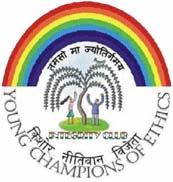 तमसो मा ज्योतिर्गमय
INTEGRITY CLUB
किशोर नीतिवान विजेता
YOUNG CHAMPIONS OF ETHICS